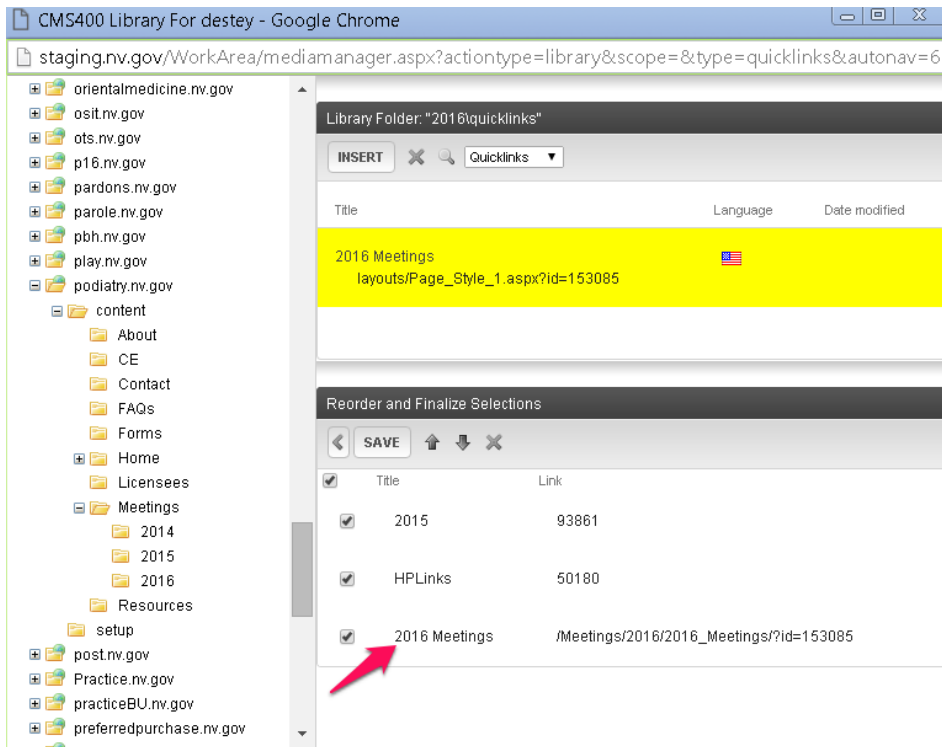 CMS400 Library For destey - Google Chrome
staging.nv.gov/WorkArea/mediamanager.aspx?actiontype=library&scope=&type=quicklinks&autonav=6
orientalmedicine.nv.gov
osit.nv.gov
ots.nv.gov
p16.nv.gov
pardons.nv.gov
parole.nv.gov
pbh.nv.gov
play.nv.gov
podiatry.nv.gov
content
About
CE
Contact
FAQs
Forms
Home
Licensees
Meetings
2014
2015
2016
Resources
setup
post.nv.gov
Practice.nv.gov
practiceBU.nv.gov
preferredpurchase.nv.gov
Library Folder: "2016\quicklinks"
INSERT Quicklinks
Title Language Date modified
2016 Meetings
layouts/Page_Style_1.aspx?id=153085
Reorder and Finalize Selections
SAVE
Title Link
2015 93861
HPLinks 50180
2016 Meetings /Meetings/2016/2016_Meetings/?id=153085